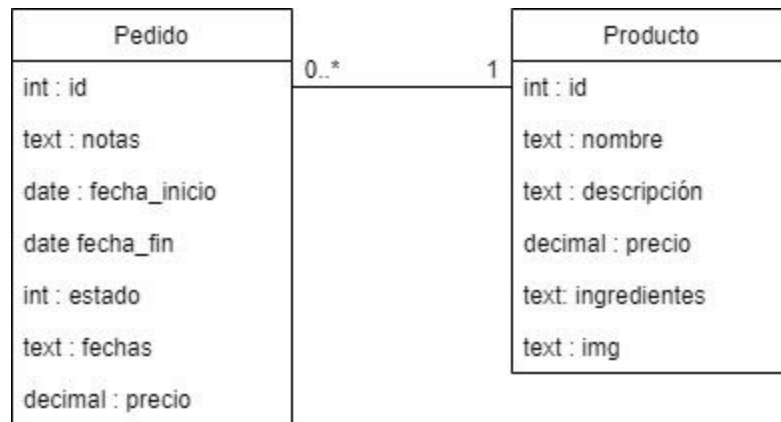 Pedido
int : id
text : notas
date : fecha_inicio
date fecha_fin
int : estado
text : fechas
decimal : precio
0..*
1
Producto
int : id
text : nombre
text : descripción
decimal : precio
text: ingredientes
text : img